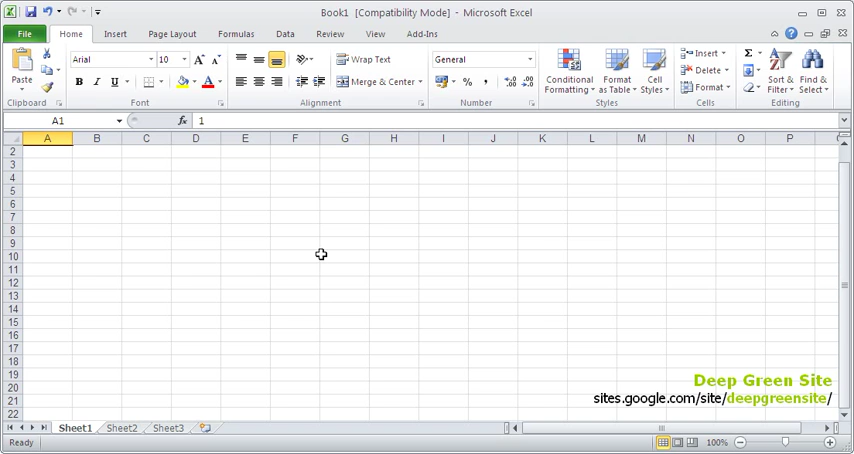 Book1 [Compatibility Mode] - Microsoft Excel
File Home Insert Page Layout Formulas Data Review View Add-Ins
Arial 10 A A Wrap Text General Insert Σ
Paste B I U A Merge & Center $ % , .0 .00 .00 .0 Conditional Formatting Format as Table Cell Styles Delete Format Sort & Filter Find & Select
Clipboard Font Alignment Number Styles Cells Editing
A1 fx 1
A B C D E F G H I J K L M N O P
2
3
4
5
6
7
8
9
10
11
12
13
14
15
16
17
18
19
20
21
22
Deep Green Site
sites.google.com/site/deepgreensite/
Sheet1 Sheet2 Sheet3
Ready 100%